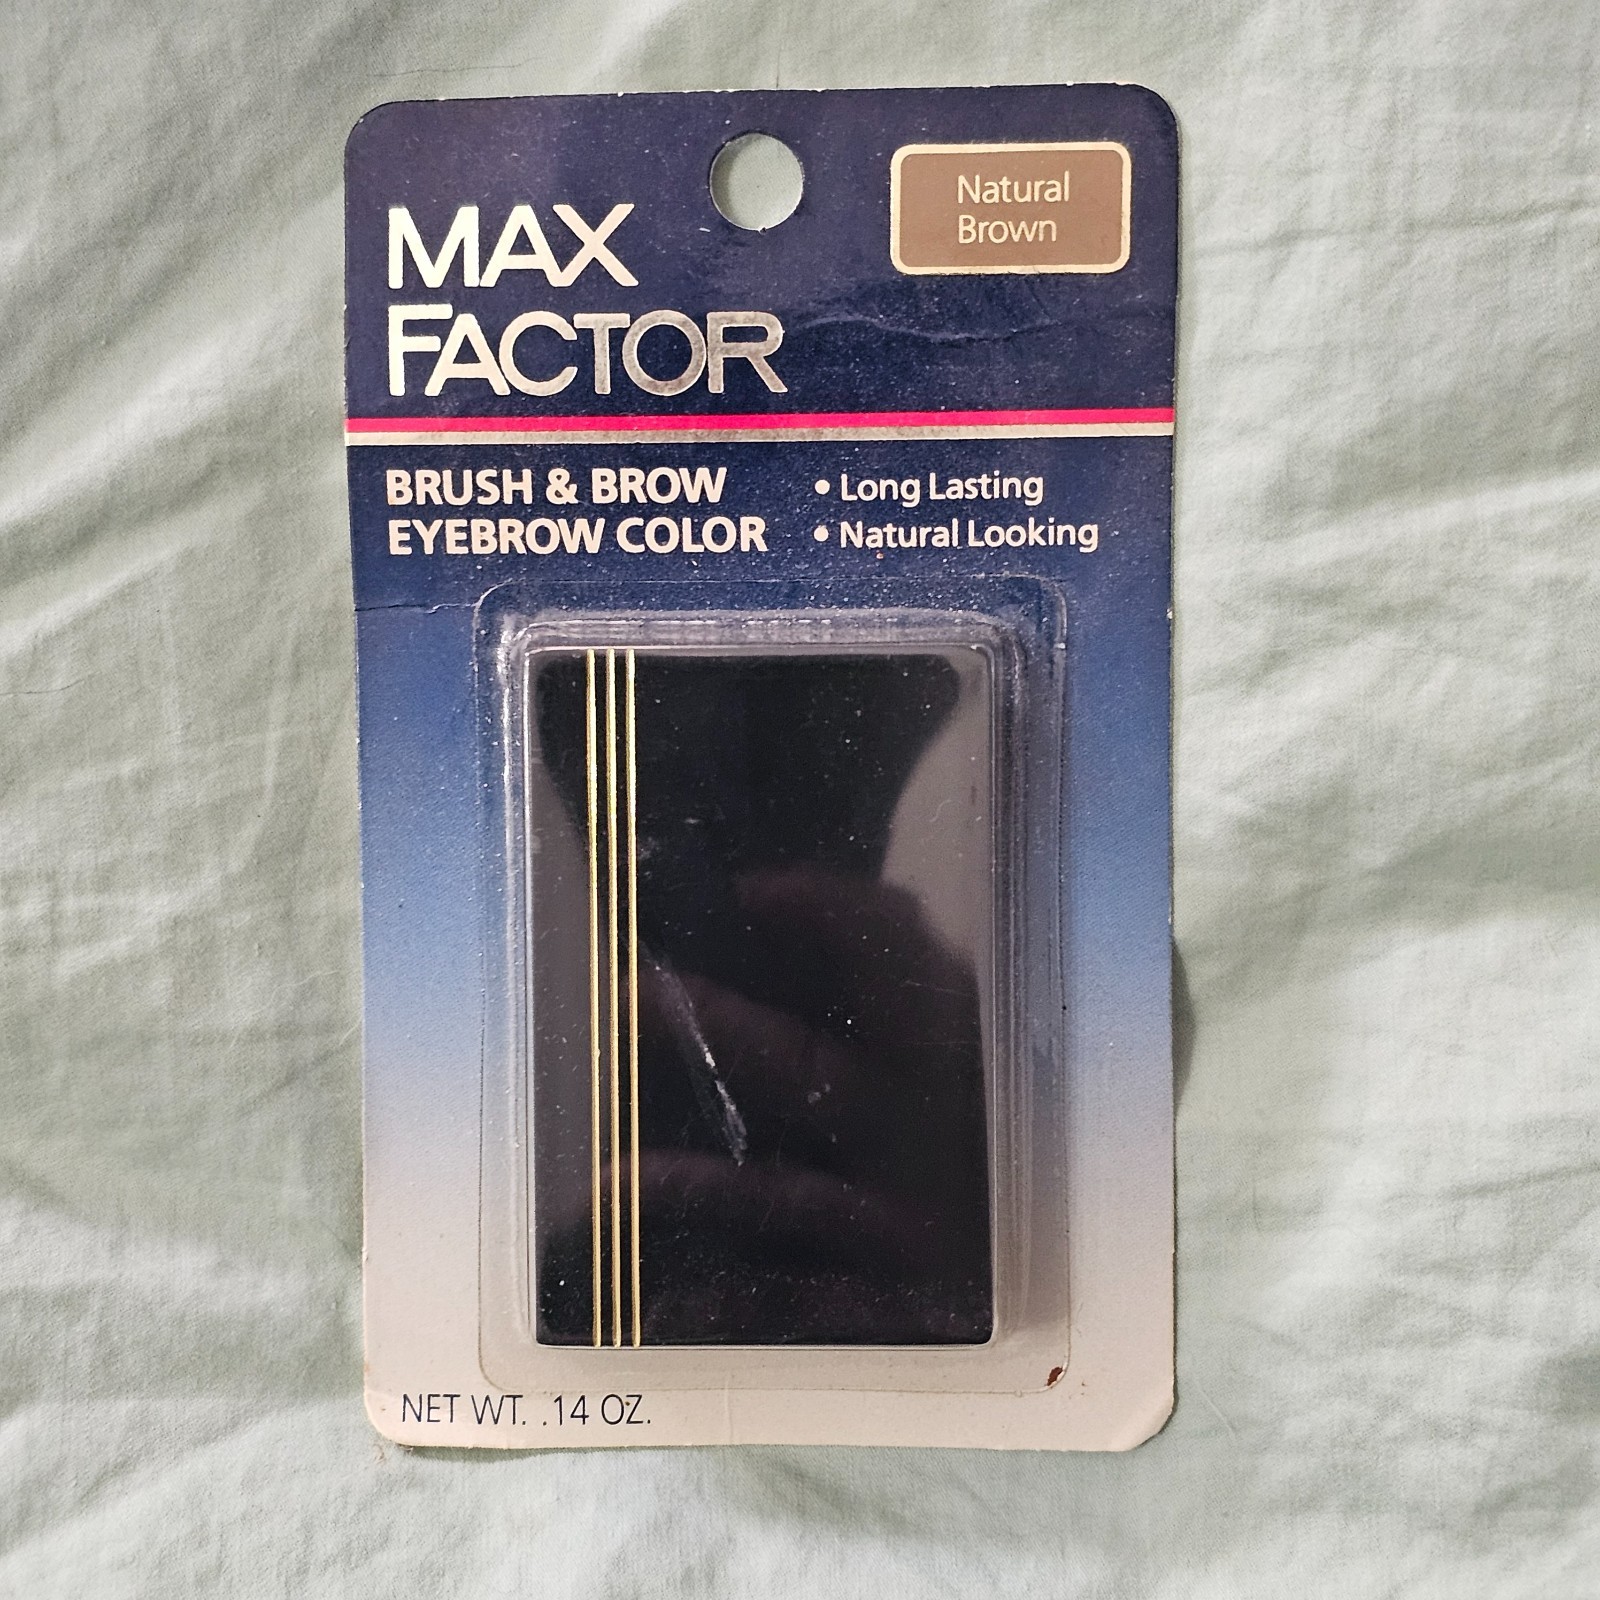 Natural
Brown
MAX
FACTOR
BRUSH & BROW
EYEBROW COLOR
• Long Lasting
• Natural Looking
NET WT. .14 OZ.